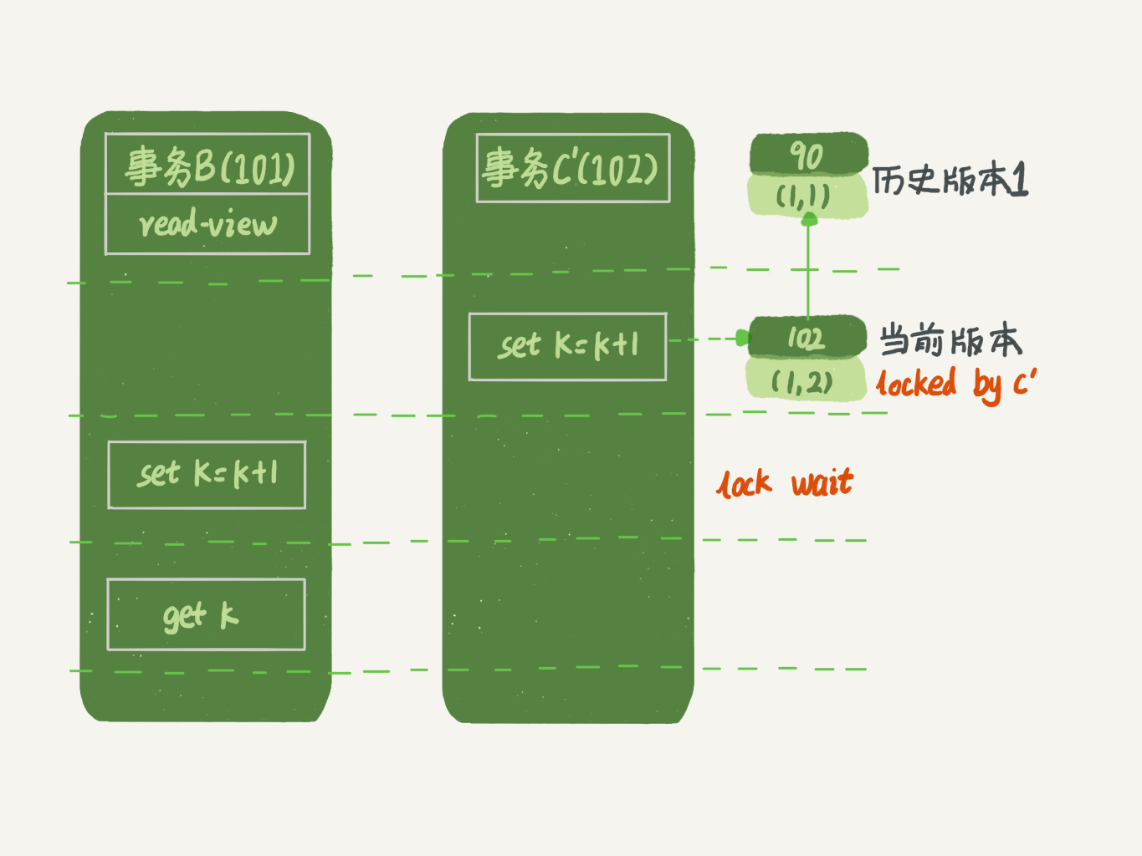 事务B(101)
read-view
事务C'(102)
90
(1,1)
历史版本1
set k=k+1
102
(1,2)
当前版本
locked by c'
set k=k+1
lock wait
get k